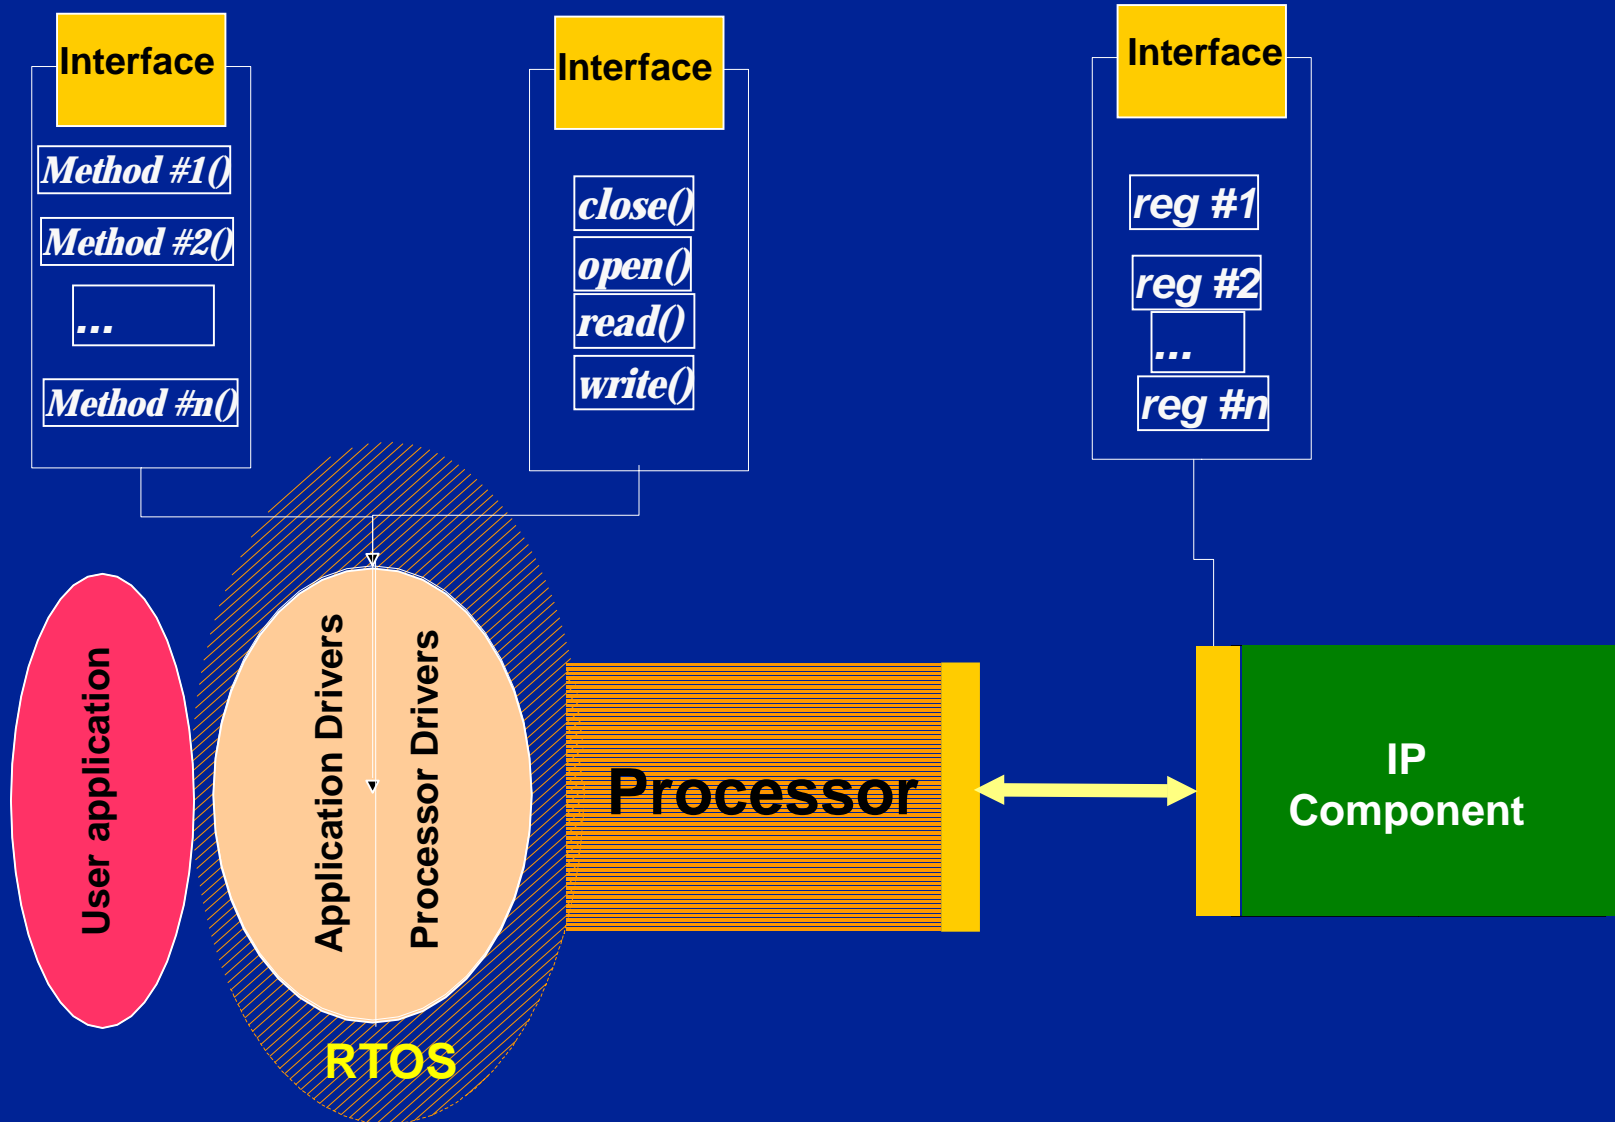 Interface
Method #1()
Method #2()
...
Method #n()
Interface
close()
open()
read()
write()
Interface
reg #1
reg #2
...
reg #n
User application
Application Drivers
Processor Drivers
RTOS
Processor
IP
Component